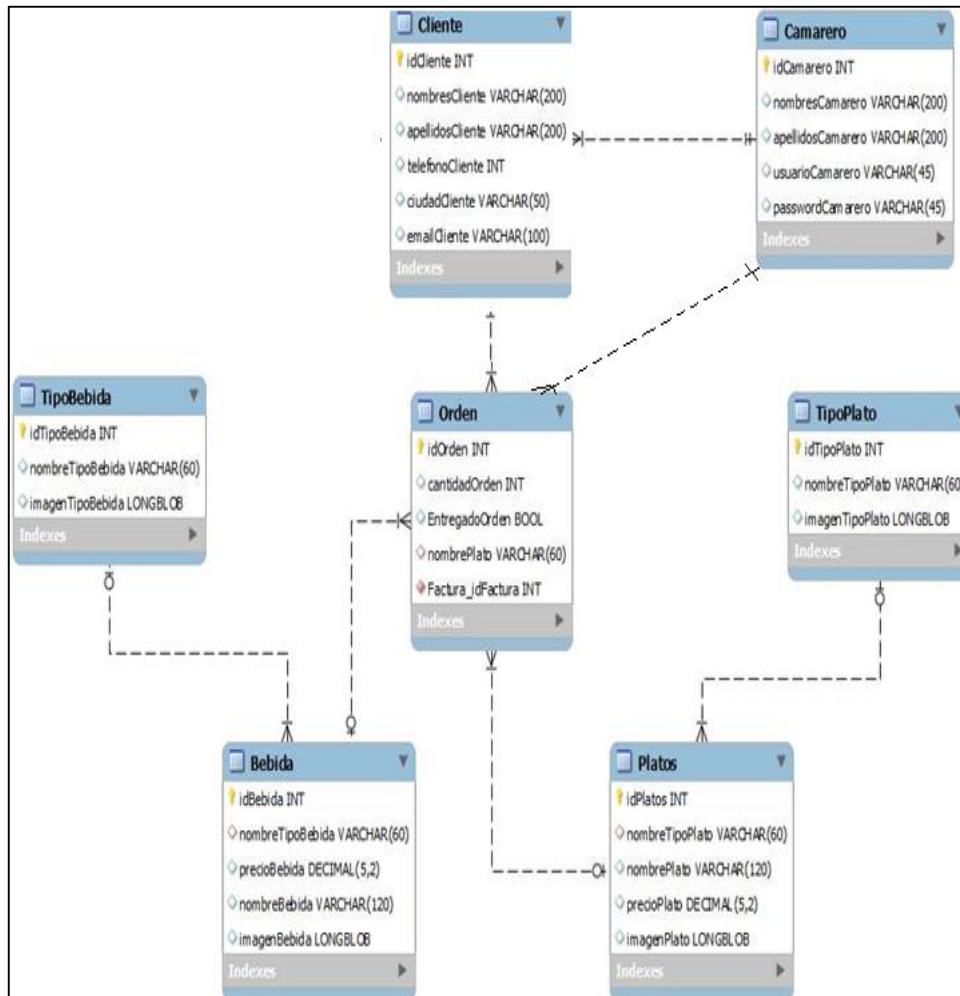 Cliente
idCliente INT
nombresCliente VARCHAR(200)
apellidosCliente VARCHAR(200)
telefonoCliente INT
ciudadCliente VARCHAR(50)
emailCliente VARCHAR(100)
Indexes
Camarero
idCamarero INT
nombresCamarero VARCHAR(200)
apellidosCamarero VARCHAR(200)
usuarioCamarero VARCHAR(45)
passwordCamarero VARCHAR(45)
Indexes
TipoBebida
idTipoBebida INT
nombreTipoBebida VARCHAR(60)
imagenTipoBebida LONGBLOB
Indexes
Orden
idOrden INT
cantidadOrden INT
EntregadoOrden BOOL
nombrePlato VARCHAR(60)
Factura_idFactura INT
Indexes
TipoPlato
idTipoPlato INT
nombreTipoPlato VARCHAR(60
imagenTipoPlato LONGBLOB
Indexes
Bebida
idBebida INT
nombreTipoBebida VARCHAR(60)
precioBebida DECIMAL(5,2)
nombreBebida VARCHAR(120)
imagenBebida LONGBLOB
Indexes
Platos
idPlatos INT
nombreTipoPlato VARCHAR(60)
nombrePlato VARCHAR(120)
precioPlato DECIMAL(5,2)
imagenPlato LONGBLOB
Indexes